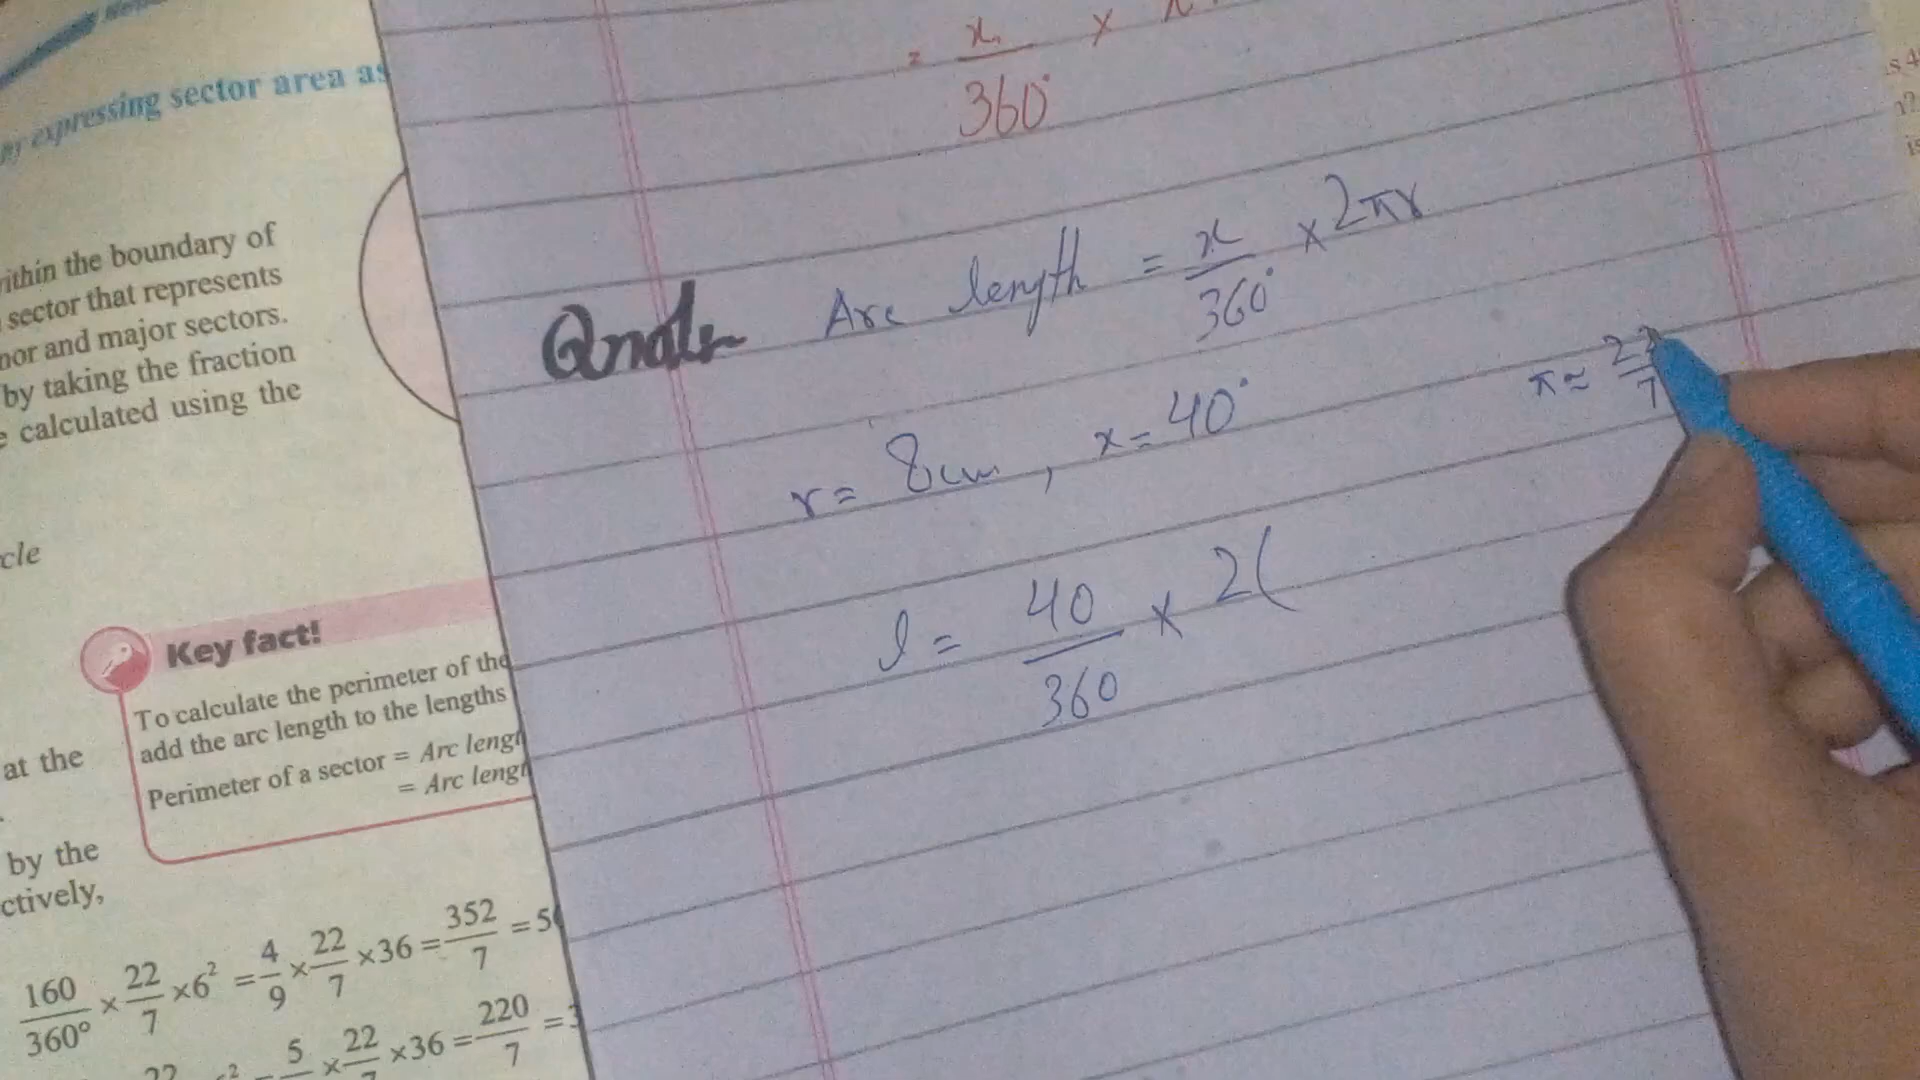 expressing sector area as
= x/360° ×
within the boundary of
sector that represents
nor and major sectors.
by taking the fraction
calculated using the
Arc length = x/360° × 2πr
π ≈ 22/7
r = 8cm, x = 40°
cle
l = 40/360 × 2(
Key fact!
To calculate the perimeter of the
add the arc length to the lengths
Perimeter of a sector = Arc lengt
= Arc lengt
at the
by the
ctively,
160/360° × 22/7 × 6² = 4/9 × 22/7 × 36 = 352/7 = 5
5 × 22 × 36 = 220/7 =